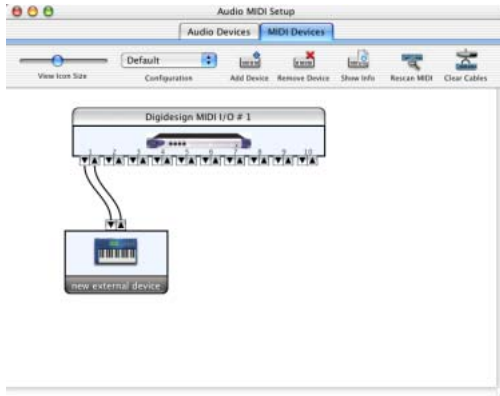 Audio MIDI Setup
Audio Devices MIDI Devices
Default
View Icon Size Configuration Add Device Remove Device Show Info Rescan MIDI Clear Cables
Digidesign MIDI I/O # 1
1 2 3 4 5 6 7 8 9 10
new external device